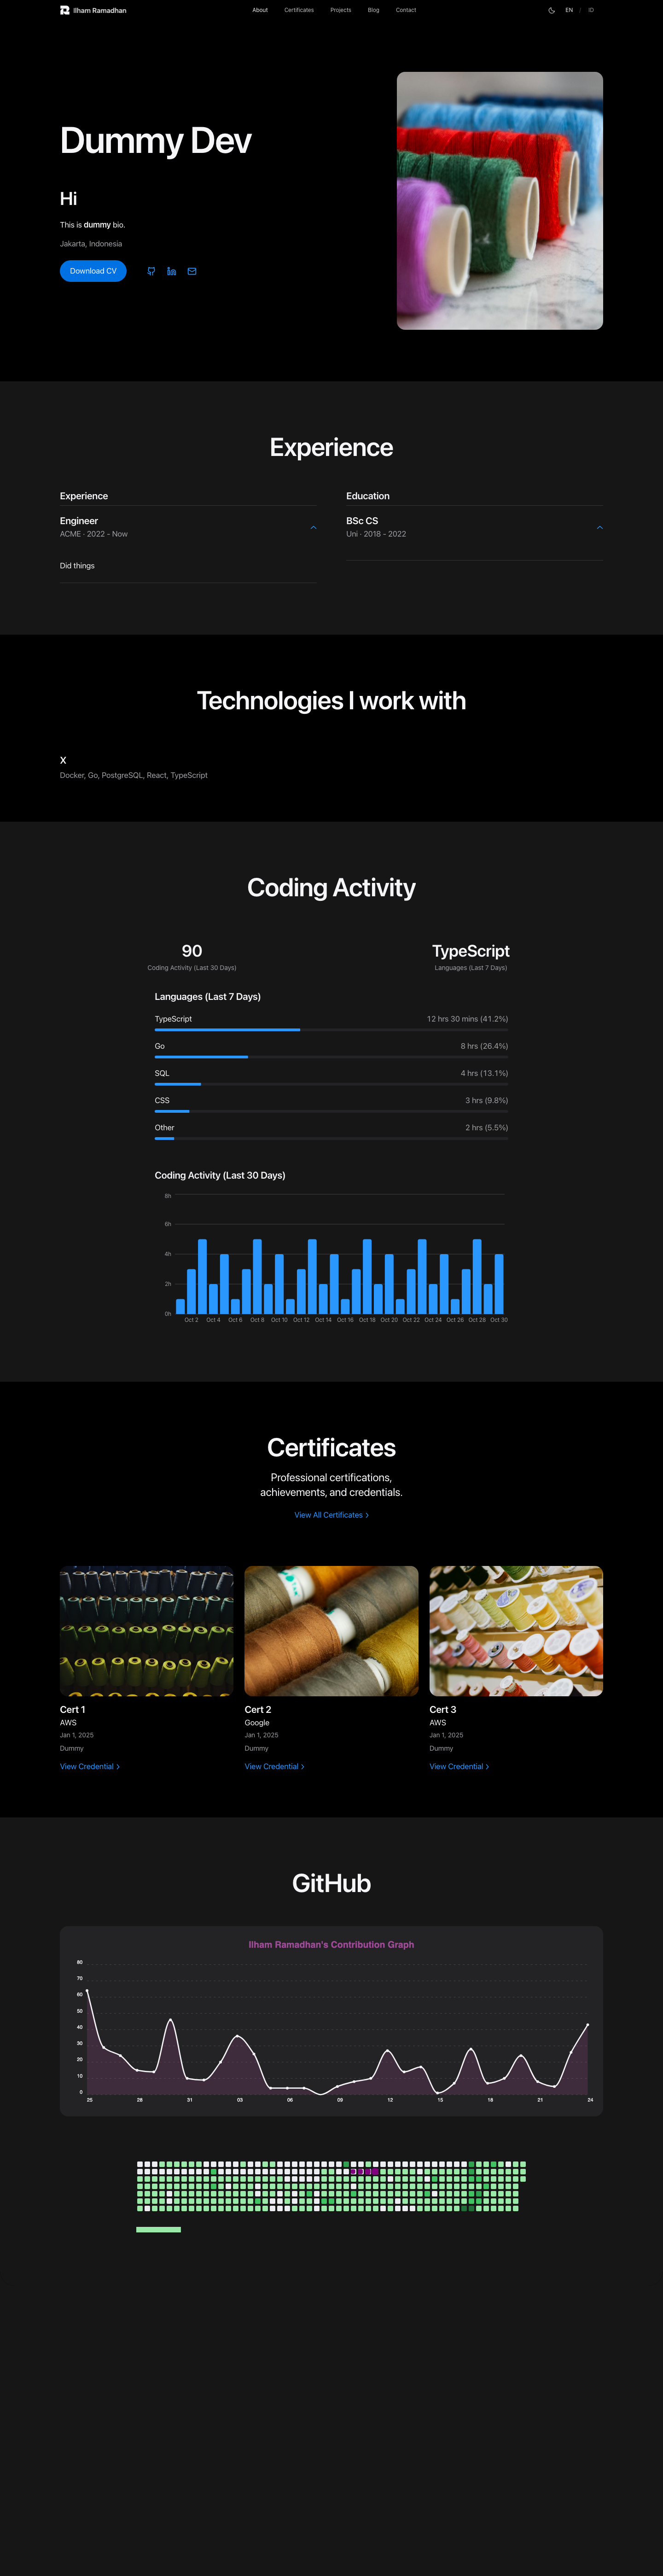 Ilham Ramadhan
About
Certificates
Projects
Blog
Contact
EN / ID
Dummy Dev
Hi
This is dummy bio.
Jakarta, Indonesia
Download CV
Experience
Experience
Engineer
ACME · 2022 - Now
Did things
Education
BSc CS
Uni · 2018 - 2022
Technologies I work with
X
Docker, Go, PostgreSQL, React, TypeScript
Coding Activity
90
Coding Activity (Last 30 Days)
TypeScript
Languages (Last 7 Days)
Languages (Last 7 Days)
TypeScript 12 hrs 30 mins (41.2%)
Go 8 hrs (26.4%)
SQL 4 hrs (13.1%)
CSS 3 hrs (9.8%)
Other 2 hrs (5.5%)
Coding Activity (Last 30 Days)
8h
6h
4h
2h
0h
Oct 2 Oct 4 Oct 6 Oct 8 Oct 10 Oct 12 Oct 14 Oct 16 Oct 18 Oct 20 Oct 22 Oct 24 Oct 26 Oct 28 Oct 30
Certificates
Professional certifications,
achievements, and credentials.
View All Certificates
Cert 1
AWS
Jan 1, 2025
Dummy
View Credential
Cert 2
Google
Jan 1, 2025
Dummy
View Credential
Cert 3
AWS
Jan 1, 2025
Dummy
View Credential
GitHub
Ilham Ramadhan's Contribution Graph
80
70
60
50
40
30
20
10
0
25 28 31 03 06 09 12 15 18 21 24